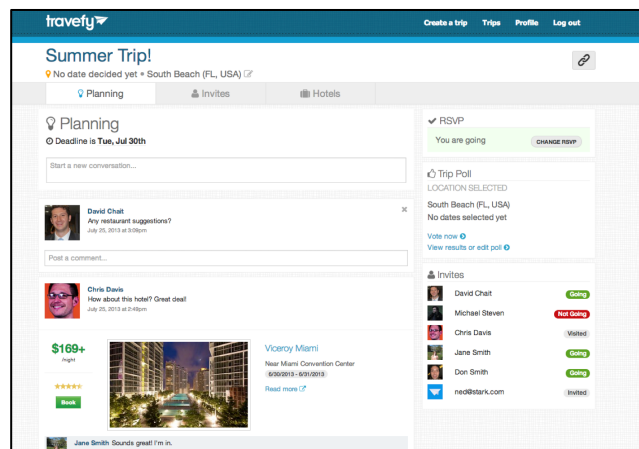 travefy
Create a trip Trips Profile Log out
Summer Trip!
No date decided yet • South Beach (FL, USA)
Planning Invites Hotels
Planning
Deadline is Tue, Jul 30th
Start a new conversation...
David Chait
Any restaurant suggestions?
July 25, 2013 at 3:09pm
Post a comment...
Chris Davis
How about this hotel? Great deal!
July 25, 2013 at 2:49pm
$169+
/night
Book
Viceroy Miami
Near Miami Convention Center
6/30/2013 - 6/31/2013
Read more
Jane Smith Sounds great! I'm in.
RSVP
You are going CHANGE RSVP
Trip Poll
LOCATION SELECTED
South Beach (FL, USA)
No dates selected yet
Vote now
View results or edit poll
Invites
David Chait Going
Michael Steven Not Going
Chris Davis Visited
Jane Smith Going
Don Smith Going
ned@stark.com Invited